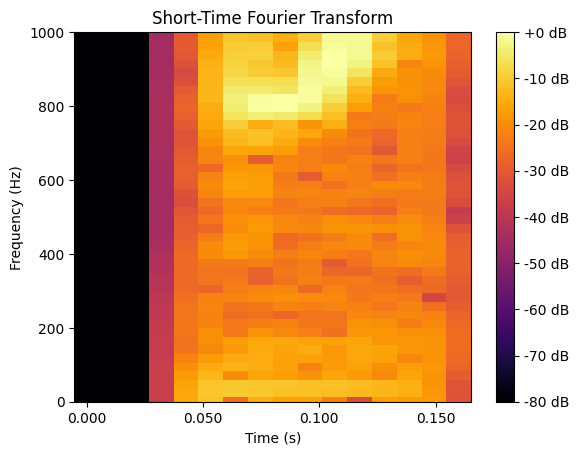 Short-Time Fourier Transform
Frequency (Hz)
1000
800
600
400
200
0
0.000
0.050
0.100
0.150
Time (s)
+0 dB
-10 dB
-20 dB
-30 dB
-40 dB
-50 dB
-60 dB
-70 dB
-80 dB